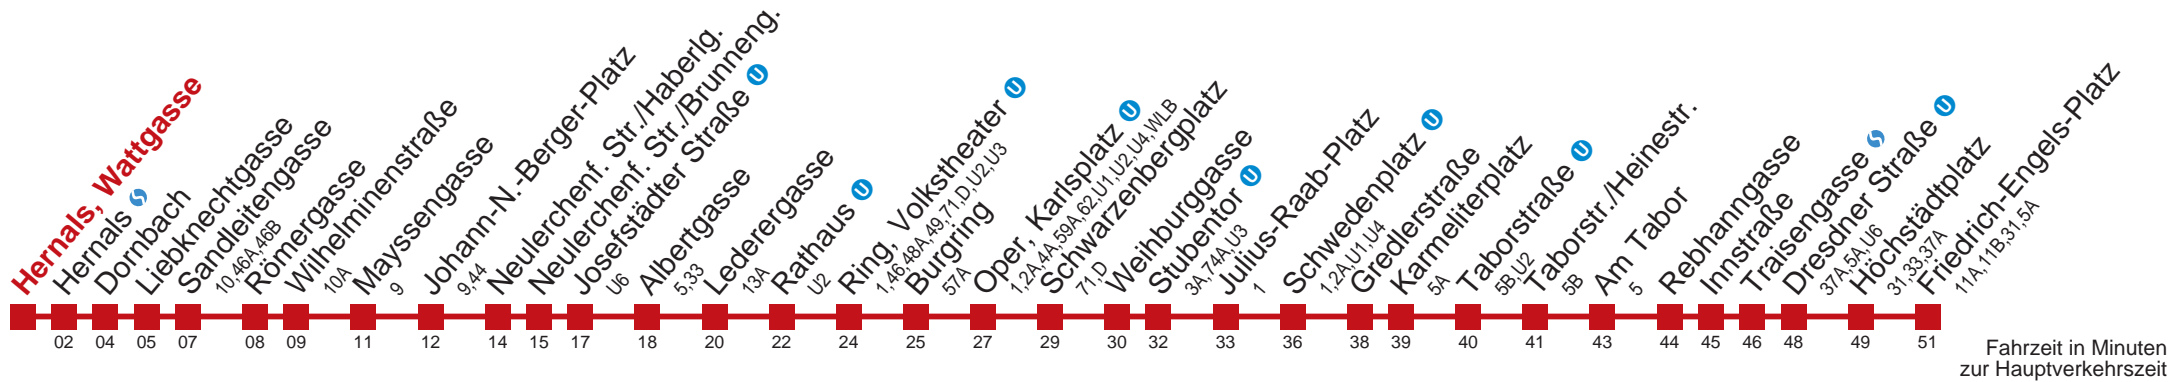 Hernals, Wattgasse
Hernals
Dornbach
Liebknechtgasse
Sandleitengasse
10,46A,46B
Römergasse
Wilhelminenstraße
10A
Mayssengasse
9
Johann-N.-Berger-Platz
9,44
Neulerchenf. Str./Haberlg.
Neulerchenf. Str./Brunneng.
Josefstädter Straße U
U6
Albertgasse
5,33
Lederergasse
13A
Rathaus U
U2
Ring, Volkstheater U
1,46,48A,49,71,D,U2,U3
Burgring
57A
Oper, Karlsplatz U
1,2A,4A,59A,62,U1,U2,U4,WLB
Schwarzenbergplatz
71,D
Weihburggasse
Stubentor U
3A,74A,U3
Julius-Raab-Platz
1
Schwedenplatz U
1,2A,U1,U4
Gredlerstraße
Karmeliterplatz
5A
Taborstraße U
5B,U2
Taborstr./Heinestr.
5B
Am Tabor
5
Rebhanngasse
Innstraße
Traisengasse
Dresdner Straße U
37A,5A,U6
Höchstädtplatz
31,33,37A
Friedrich-Engels-Platz
11A,11B,31,5A
02 04 05 07 08 09 11 12 14 15 17 18 20 22 24 25 27 29 30 32 33 36 38 39 40 41 43 44 45 46 48 49 51
Fahrzeit in Minuten
zur Hauptverkehrszeit